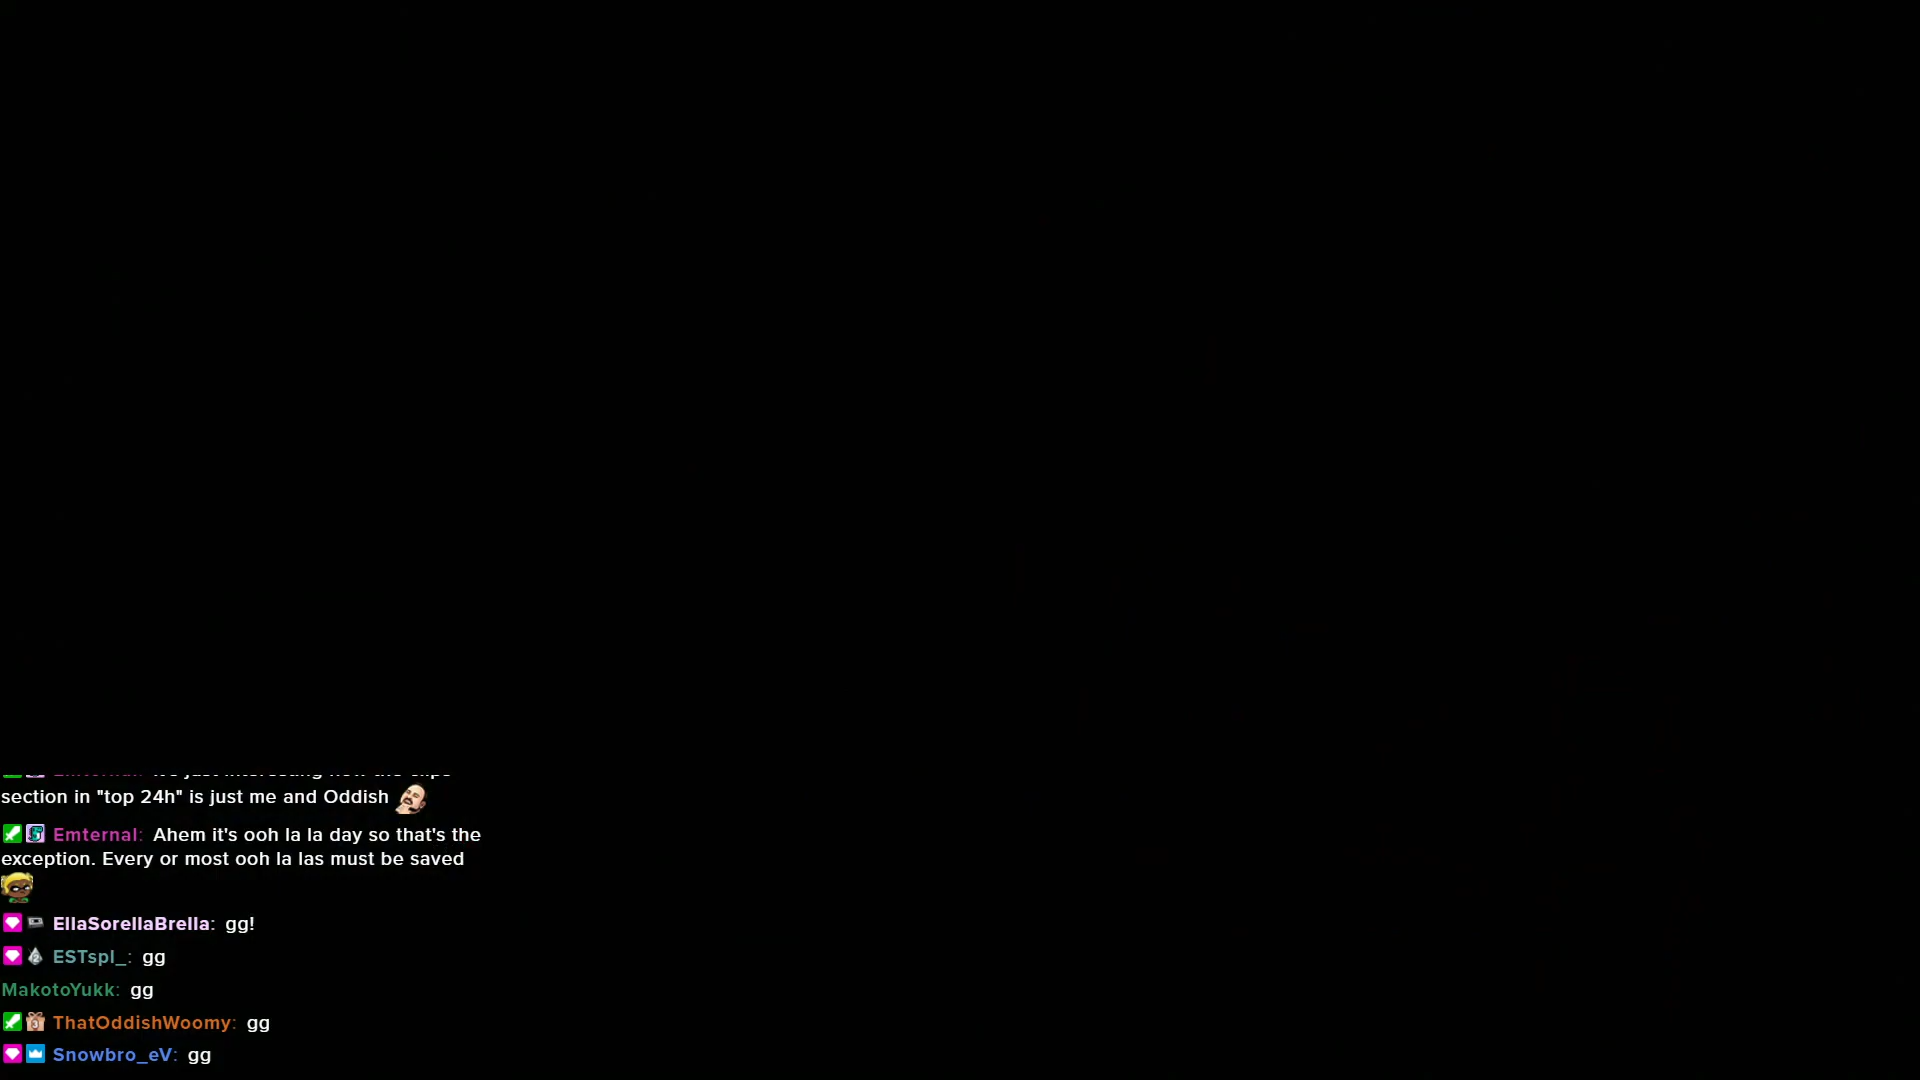 section in "top 24h" is just me and Oddish
Emternal: Ahem it's ooh la la day so that's the
exception. Every or most ooh la las must be saved
EllaSorellaBrella: gg!
ESTspl_: gg
MakotoYukk: gg
ThatOddishWoomy: gg
Snowbro_eV: gg